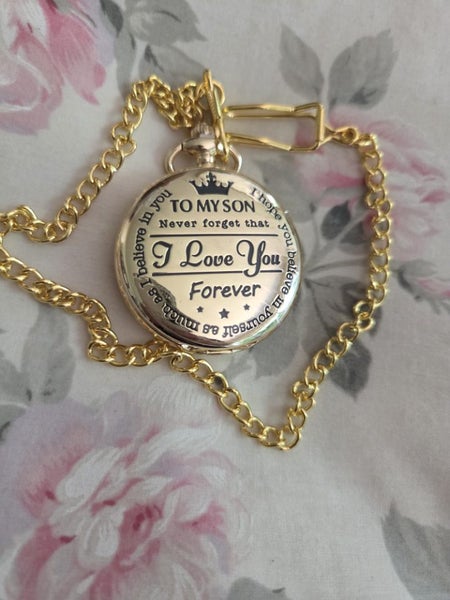 TO MY SON
Never forget that
I Love You
Forever
I hope you believe in yourself as much as I believe in you